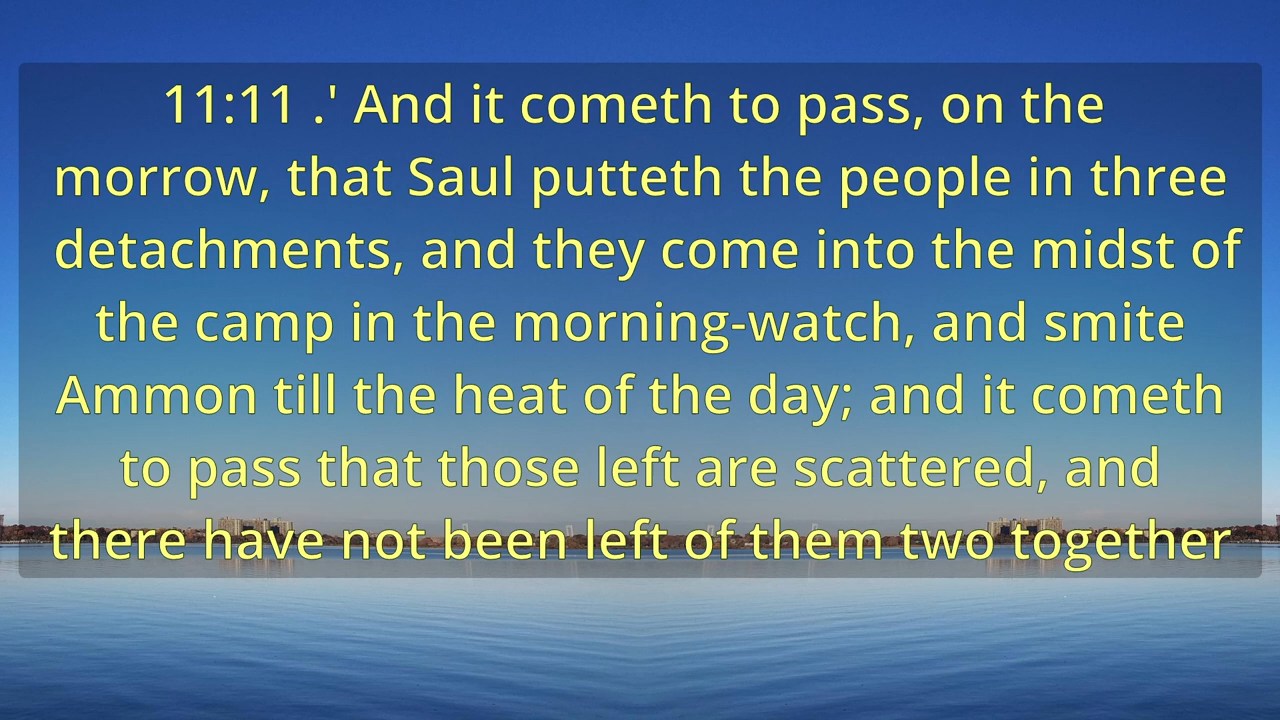 11:11 .' And it cometh to pass, on the
morrow, that Saul putteth the people in three
detachments, and they come into the midst of
the camp in the morning-watch, and smite
Ammon till the heat of the day; and it cometh
to pass that those left are scattered, and
there have not been left of them two together